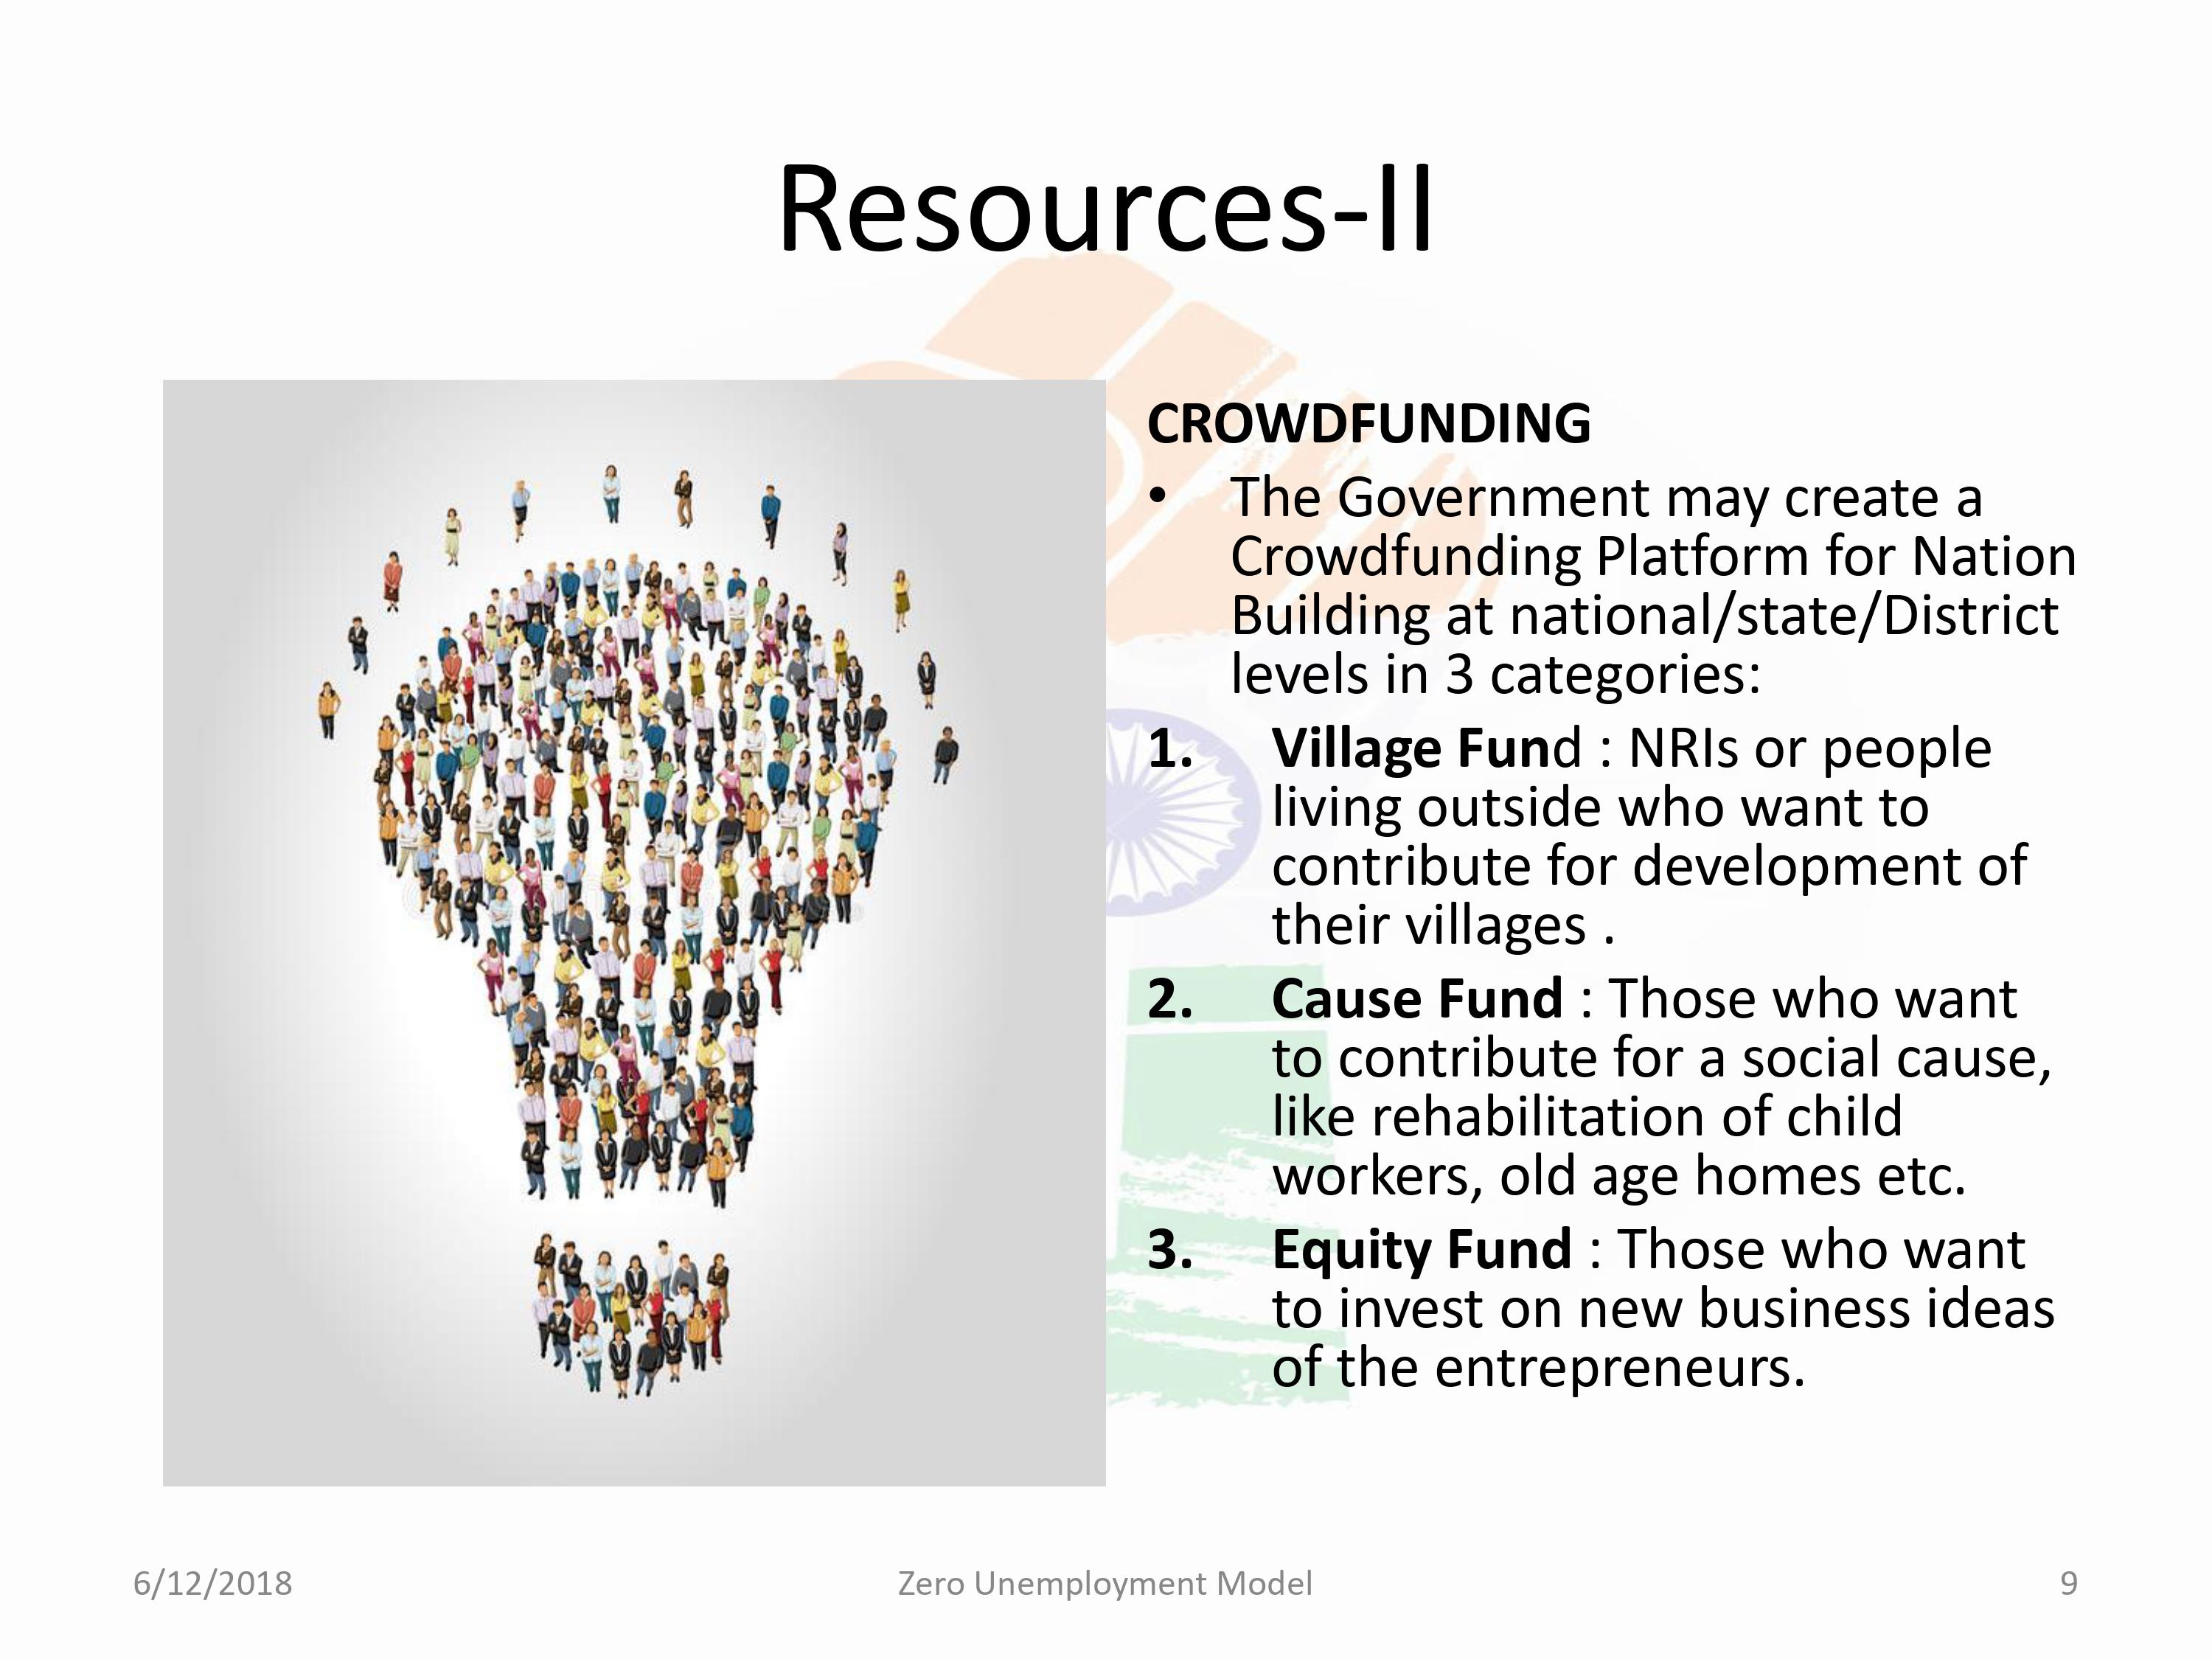 Resources-II
CROWDFUNDING
• The Government may create a
Crowdfunding Platform for Nation
Building at national/state/District
levels in 3 categories:
1. Village Fund : NRIs or people
living outside who want to
contribute for development of
their villages .
2. Cause Fund : Those who want
to contribute for a social cause,
like rehabilitation of child
workers, old age homes etc.
3. Equity Fund : Those who want
to invest on new business ideas
of the entrepreneurs.
6/12/2018
Zero Unemployment Model
9